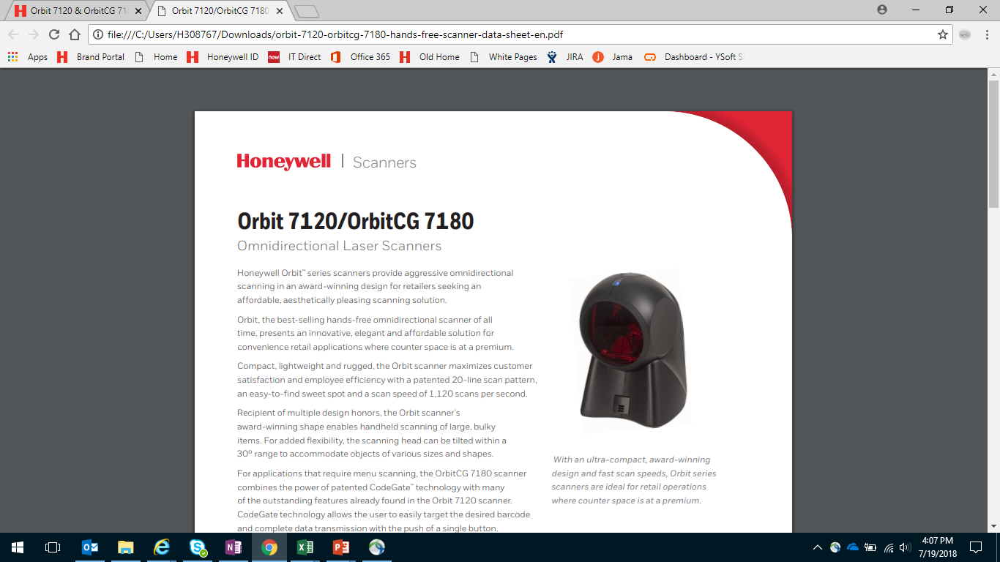 Orbit 7120 & OrbitCG 718
Orbit 7120/OrbitCG 7180
file:///C:/Users/H308767/Downloads/orbit-7120-orbitcg-7180-hands-free-scanner-data-sheet-en.pdf
Apps Brand Portal Home Honeywell ID now IT Direct Office 365 Old Home White Pages JIRA Jama Dashboard - YSoft S
Honeywell | Scanners
Orbit 7120/OrbitCG 7180
Omnidirectional Laser Scanners
Honeywell Orbit™ series scanners provide aggressive omnidirectional
scanning in an award-winning design for retailers seeking an
affordable, aesthetically pleasing scanning solution.
Orbit, the best-selling hands-free omnidirectional scanner of all
time, presents an innovative, elegant and affordable solution for
convenience retail applications where counter space is at a premium.
Compact, lightweight and rugged, the Orbit scanner maximizes customer
satisfaction and employee efficiency with a patented 20-line scan pattern,
an easy-to-find sweet spot and a scan speed of 1,120 scans per second.
Recipient of multiple design honors, the Orbit scanner's
award-winning shape enables handheld scanning of large, bulky
items. For added flexibility, the scanning head can be tilted within a
30º range to accommodate objects of various sizes and shapes.
For applications that require menu scanning, the OrbitCG 7180 scanner
combines the power of patented CodeGate™ technology with many
of the outstanding features already found in the Orbit 7120 scanner.
CodeGate technology allows the user to easily target the desired barcode
and complete data transmission with the push of a single button.
With an ultra-compact, award-winning
design and fast scan speeds, Orbit series
scanners are ideal for retail operations
where counter space is at a premium.
4:07 PM
7/19/2018